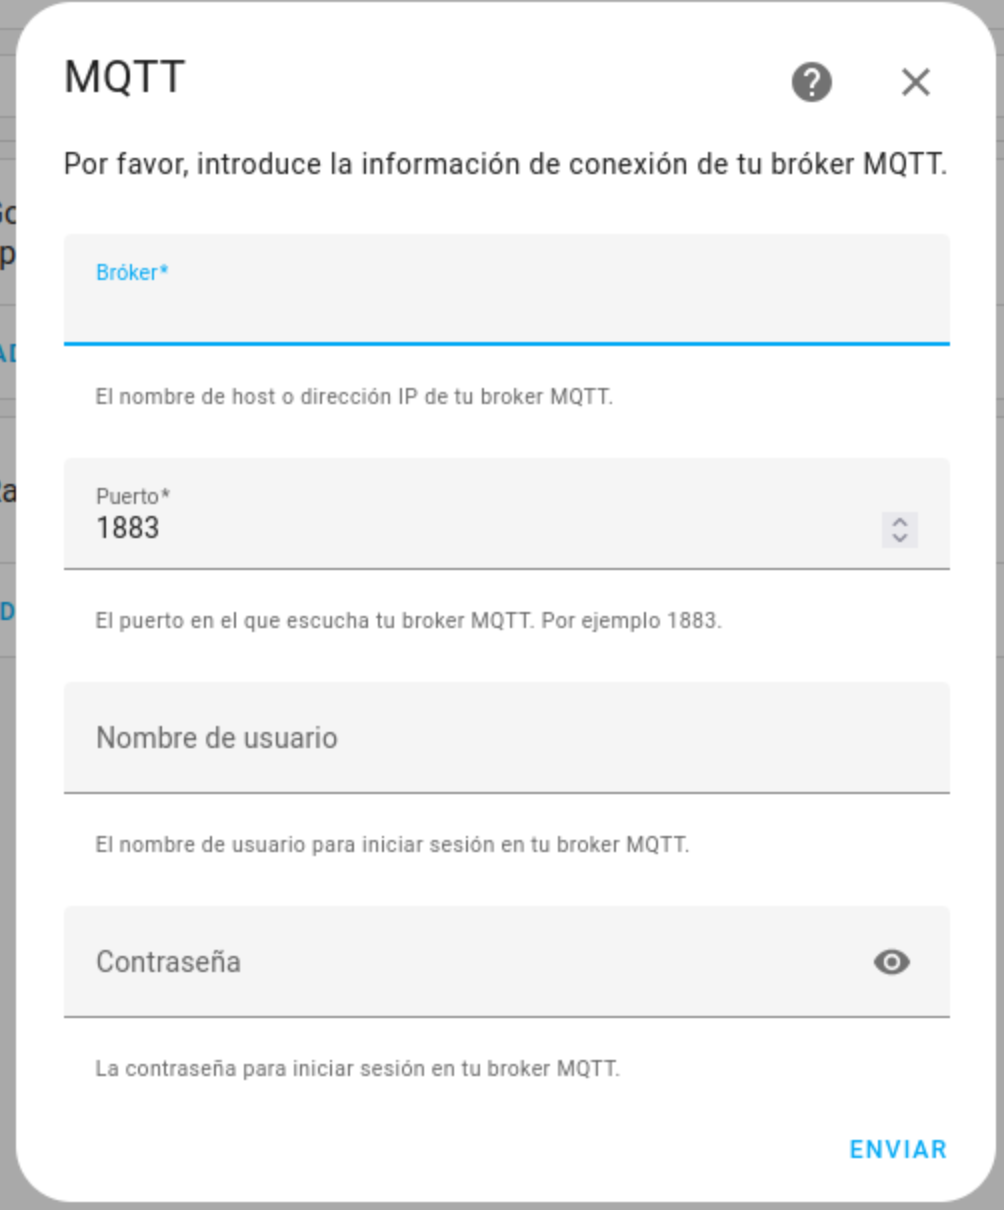 MQTT
Por favor, introduce la información de conexión de tu bróker MQTT.
Bróker*
El nombre de host o dirección IP de tu broker MQTT.
Puerto*
1883
El puerto en el que escucha tu broker MQTT. Por ejemplo 1883.
Nombre de usuario
El nombre de usuario para iniciar sesión en tu broker MQTT.
Contraseña
La contraseña para iniciar sesión en tu broker MQTT.
ENVIAR